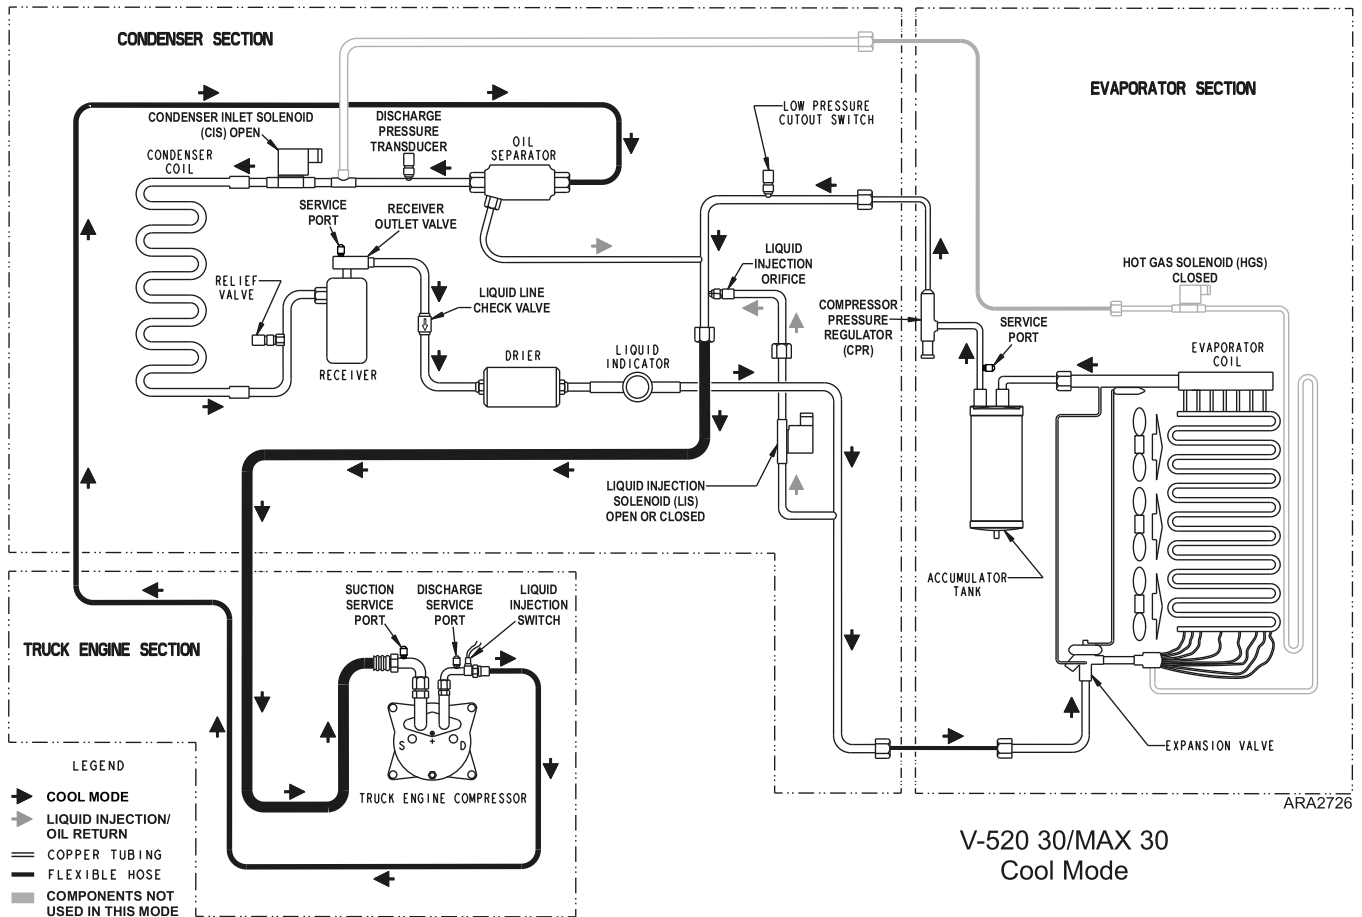 CONDENSER SECTION
EVAPORATOR SECTION
CONDENSER INLET SOLENOID
(CIS) OPEN
DISCHARGE
PRESSURE
TRANSDUCER
LOW PRESSURE
CUTOUT SWITCH
CONDENSER
COIL
OIL
SEPARATOR
SERVICE
PORT
RECEIVER
OUTLET VALVE
RELIEF
VALVE
LIQUID LINE
CHECK VALVE
LIQUID
INJECTION
ORIFICE
HOT GAS SOLENOID (HGS)
CLOSED
COMPRESSOR
PRESSURE
REGULATOR
(CPR)
SERVICE
PORT
EVAPORATOR
COIL
RECEIVER
DRIER
LIQUID
INDICATOR
LIQUID INJECTION
SOLENOID (LIS)
OPEN OR CLOSED
ACCUMULATOR
TANK
TRUCK ENGINE SECTION
SUCTION
SERVICE
PORT
DISCHARGE
SERVICE
PORT
LIQUID
INJECTION
SWITCH
S
D
TRUCK ENGINE COMPRESSOR
EXPANSION VALVE
LEGEND
COOL MODE
LIQUID INJECTION/
OIL RETURN
COPPER TUBING
FLEXIBLE HOSE
COMPONENTS NOT
USED IN THIS MODE
ARA2726
V-520 30/MAX 30
Cool Mode